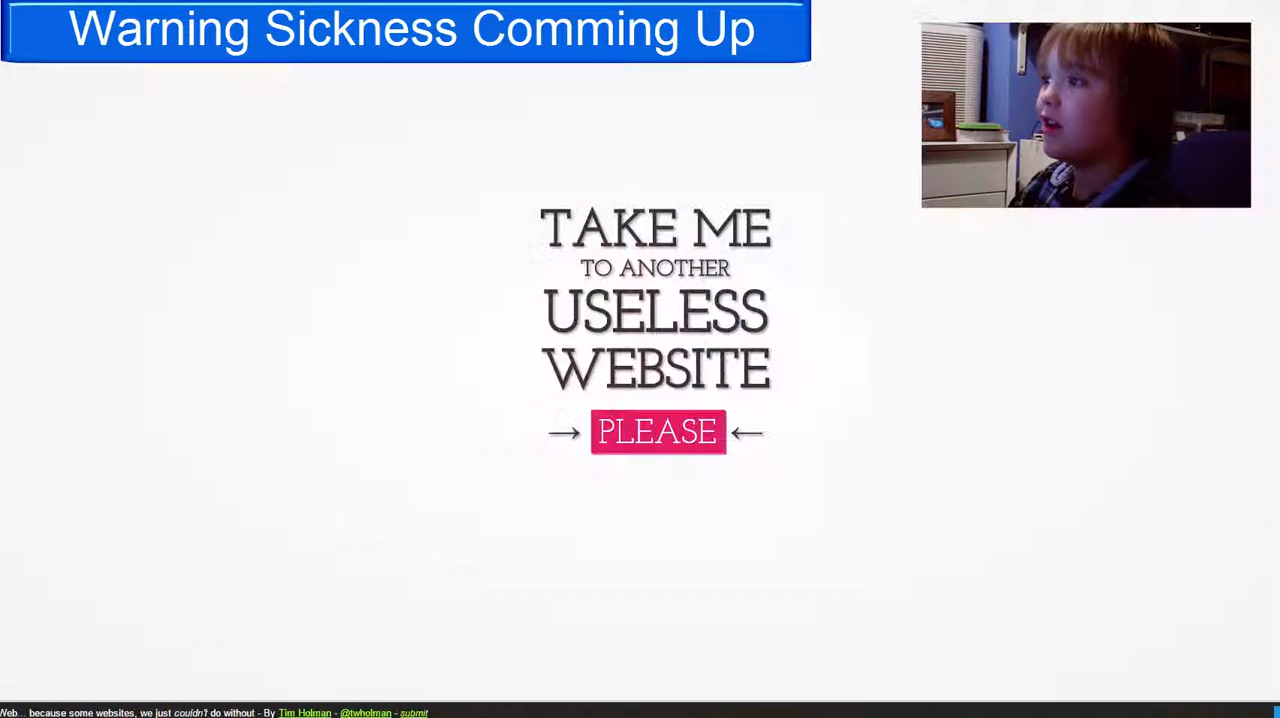 Warning Sickness Comming Up
TAKE ME
TO ANOTHER
USELESS
WEBSITE
→ PLEASE ←
Web... because some websites, we just couldn't do without - By Tim Holman - @twholman - submit